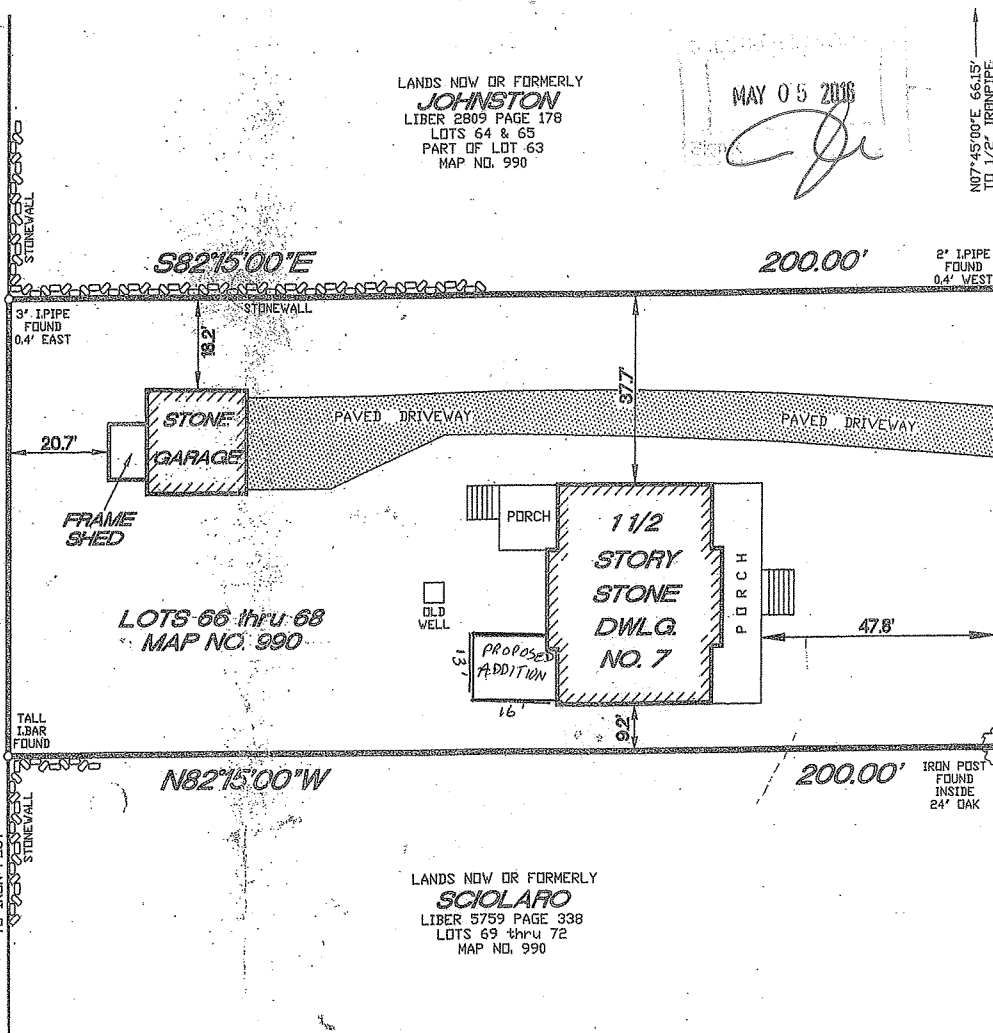 LANDS NOW OR FORMERLY
JOHNSTON
LIBER 2809 PAGE 178
LOTS 64 & 65
PART OF LOT 63
MAP NO. 990
MAY 05 2016
N07°45'00"E 66.15'
TO 1/2" IRONPIPE
STONEWALL
S82°15'00"E
200.00'
2" I.PIPE
FOUND
0.4' WEST
3" I.PIPE
FOUND
0.4' EAST
STONEWALL
18.2'
37.7'
STONE
GARAGE
PAVED DRIVEWAY
PAVED DRIVEWAY
20.7'
FRAME
SHED
PORCH
1 1/2
STORY
STONE
DWLG.
NO. 7
PORCH
OLD
WELL
47.8'
LOTS 66 thru 68
MAP NO. 990
PROPOSED
ADDITION
13'
16'
9.2'
TALL
I.BAR
FOUND
N82°15'00"W
200.00'
IRON POST
FOUND
INSIDE
24" OAK
STONEWALL
LANDS NOW OR FORMERLY
SCIOLARO
LIBER 5759 PAGE 338
LOTS 69 thru 72
MAP NO. 990